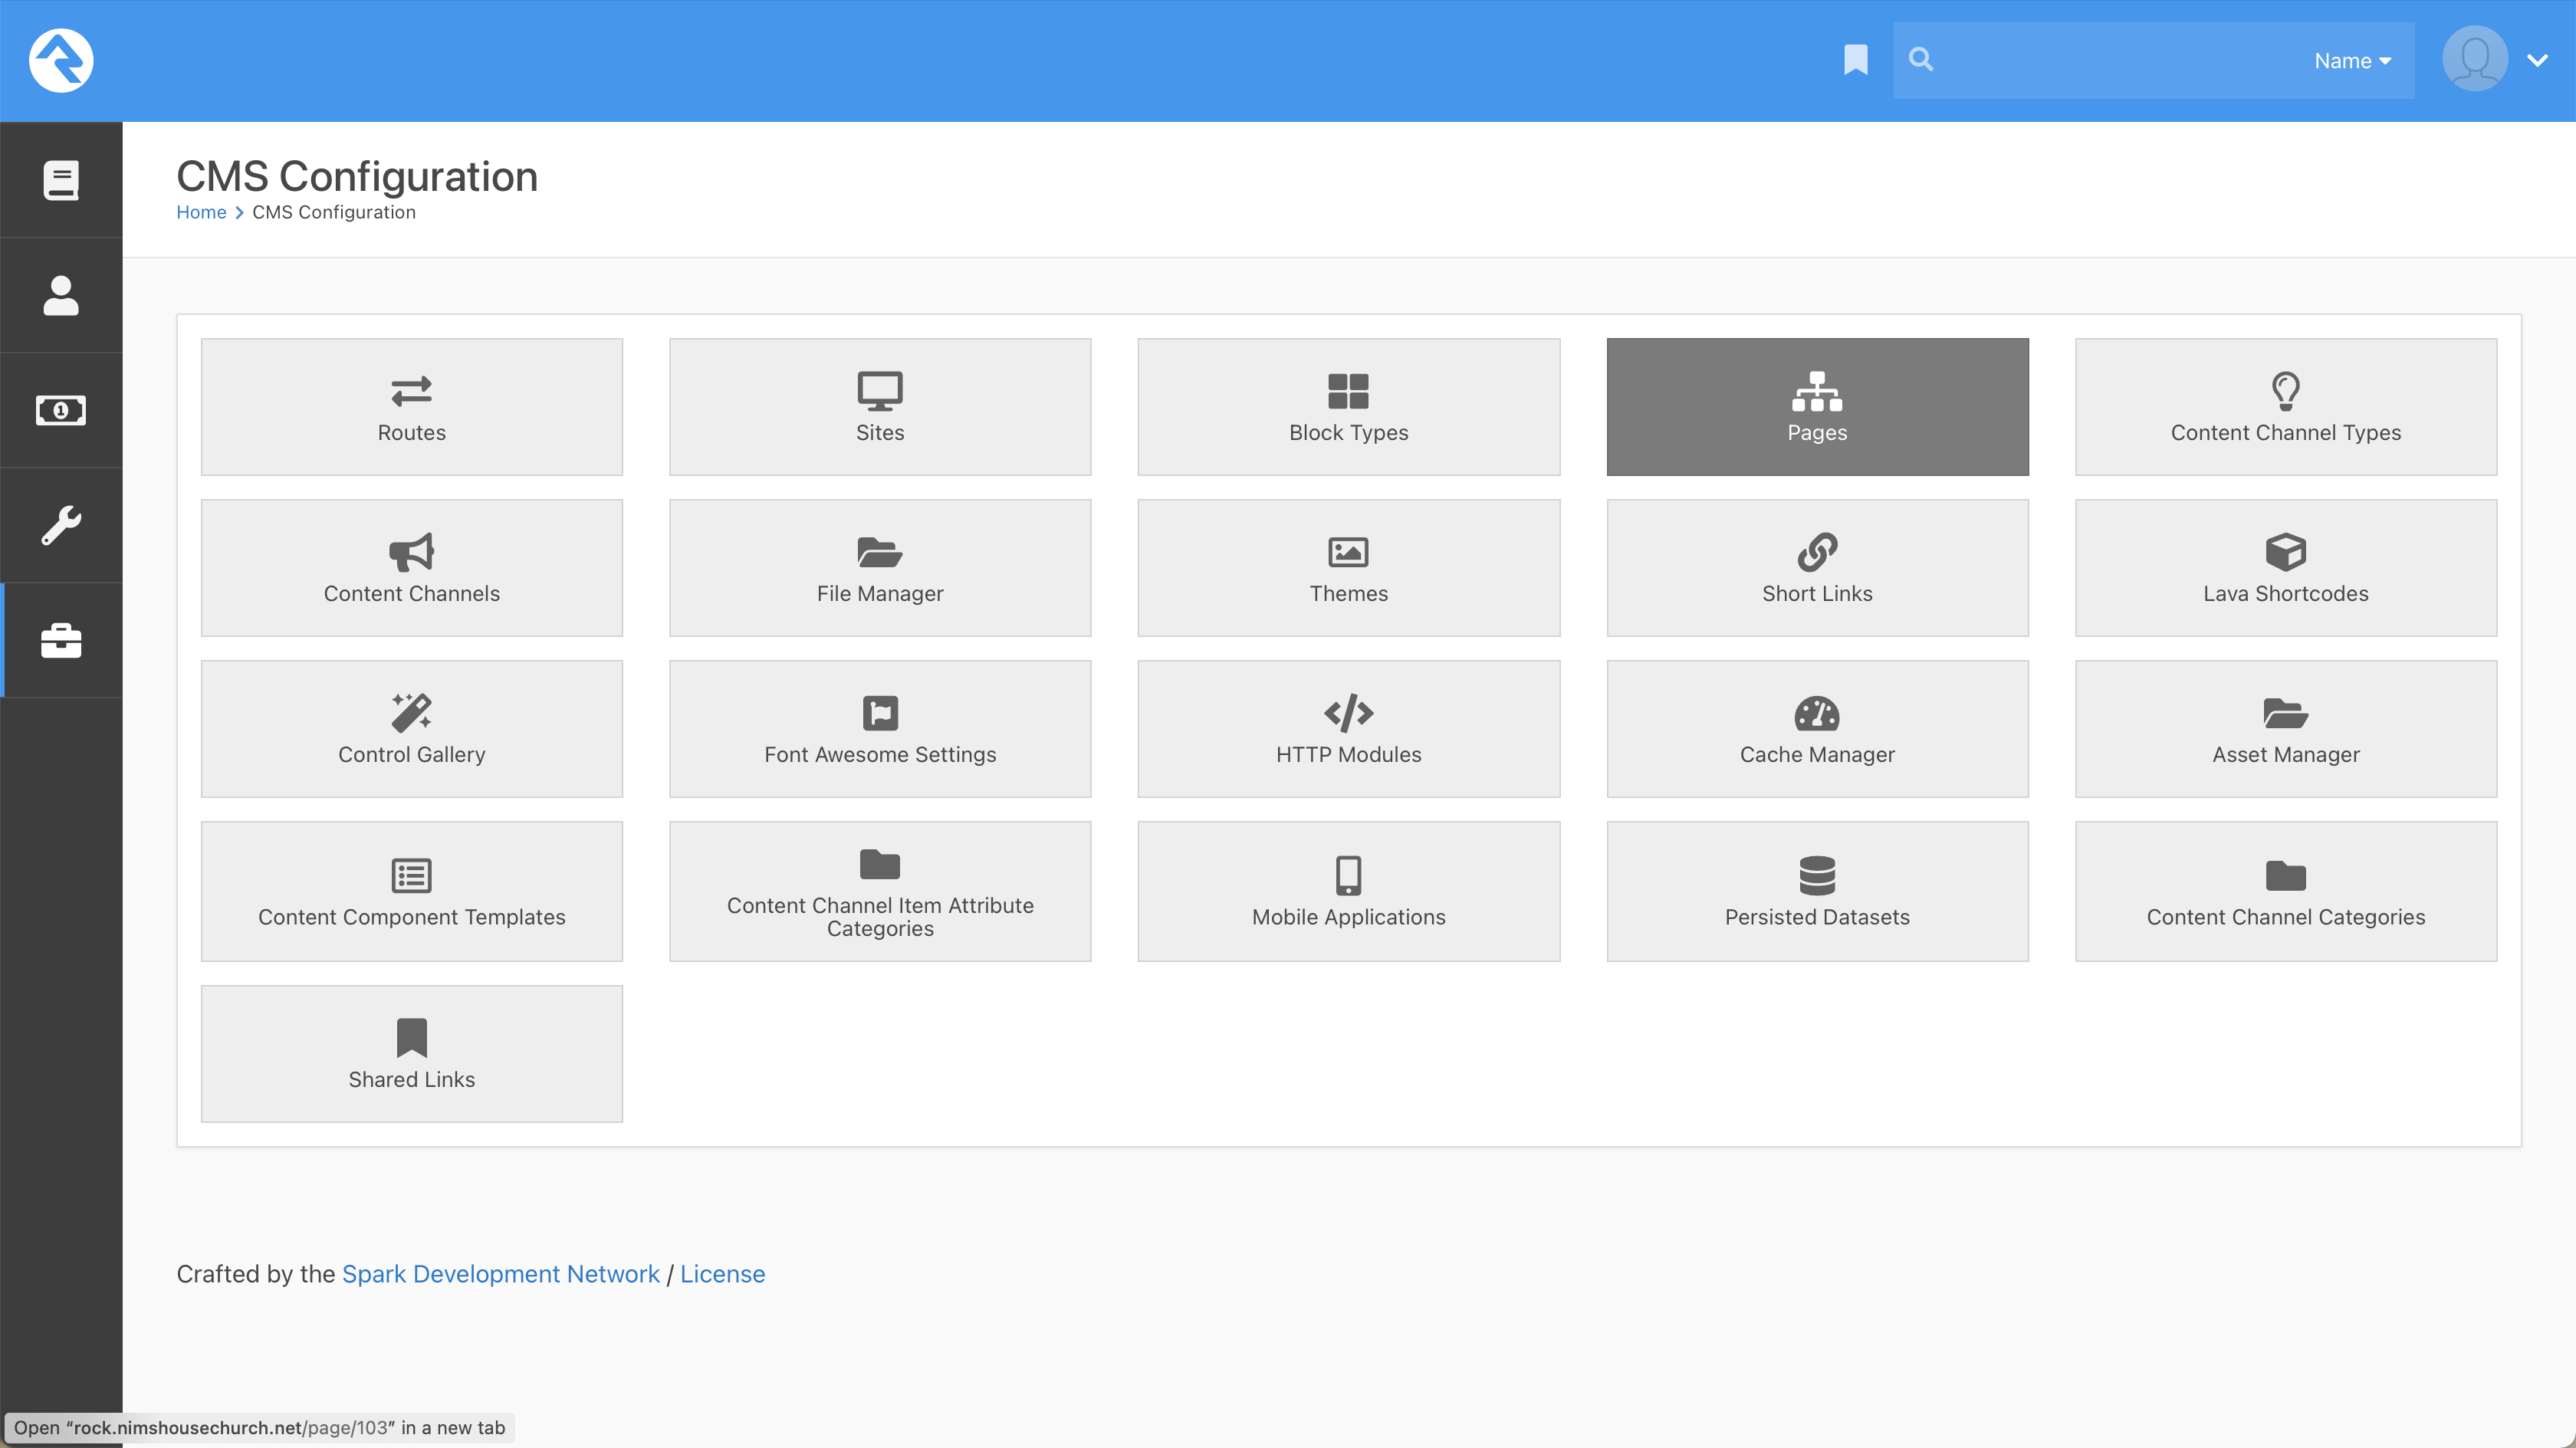 Name
CMS Configuration
Home > CMS Configuration
Routes
Sites
Block Types
Pages
Content Channel Types
Content Channels
File Manager
Themes
Short Links
Lava Shortcodes
Control Gallery
Font Awesome Settings
HTTP Modules
Cache Manager
Asset Manager
Content Component Templates
Content Channel Item Attribute
Categories
Mobile Applications
Persisted Datasets
Content Channel Categories
Shared Links
Crafted by the Spark Development Network / License
Open “rock.nimshousechurch.net/page/103” in a new tab